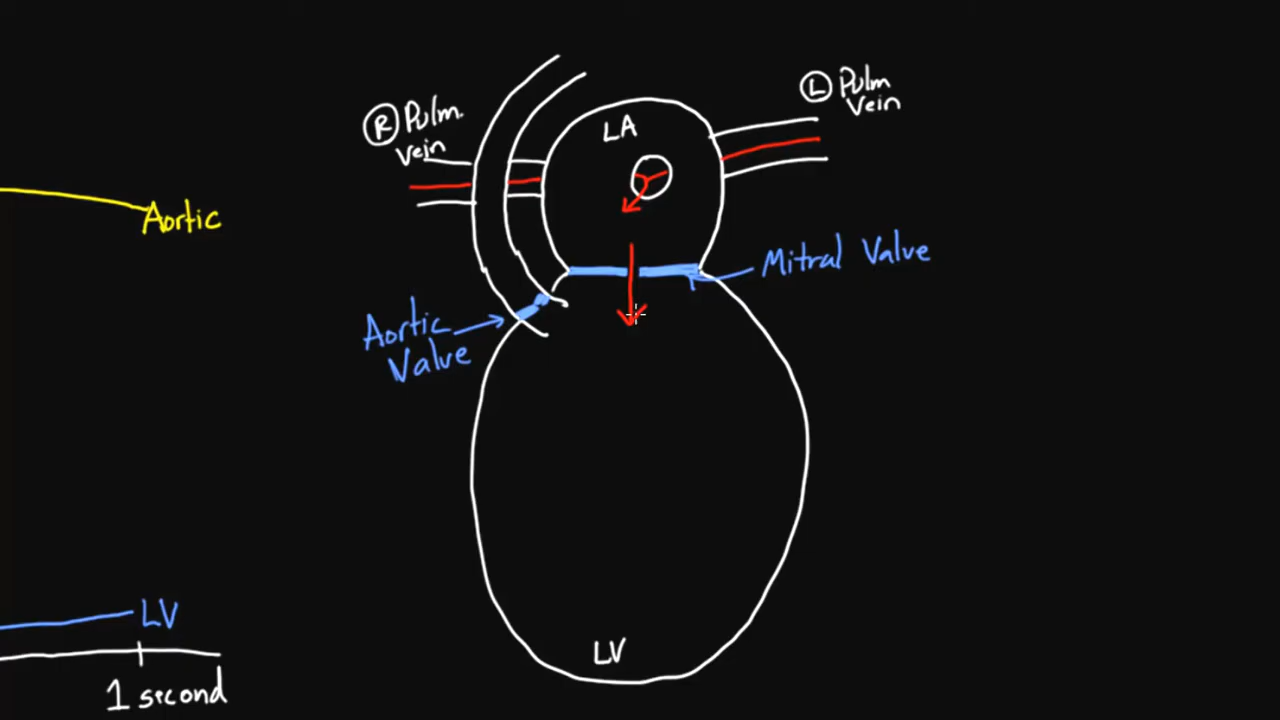 Ⓡ Pulm.
Vein
LA
Ⓛ Pulm
Vein
Aortic
Mitral Valve
Aortic
Valve
LV
LV
1 second